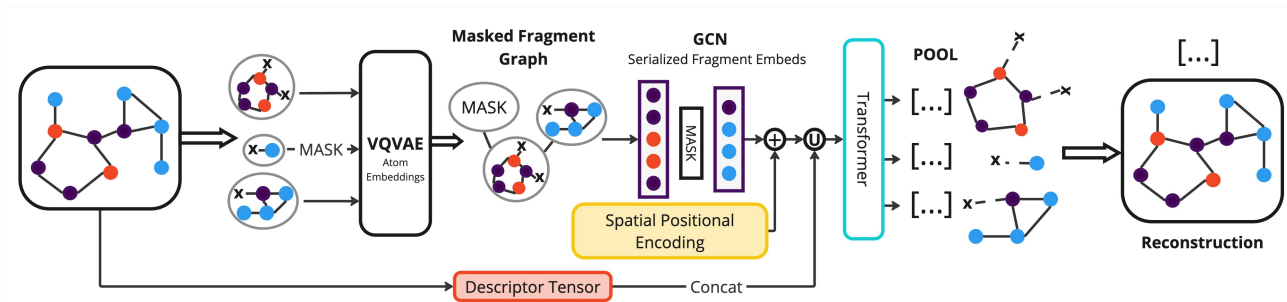 x
x
x
MASK
x
VQVAE
Atom
Embeddings
Masked Fragment
Graph
MASK
x
x
x
GCN
Serialized Fragment Embeds
MASK
+
U
Spatial Positional
Encoding
Descriptor Tensor
Concat
Transformer
POOL
[...]
[...]
[...]
x
x
x
x
[...]
Reconstruction